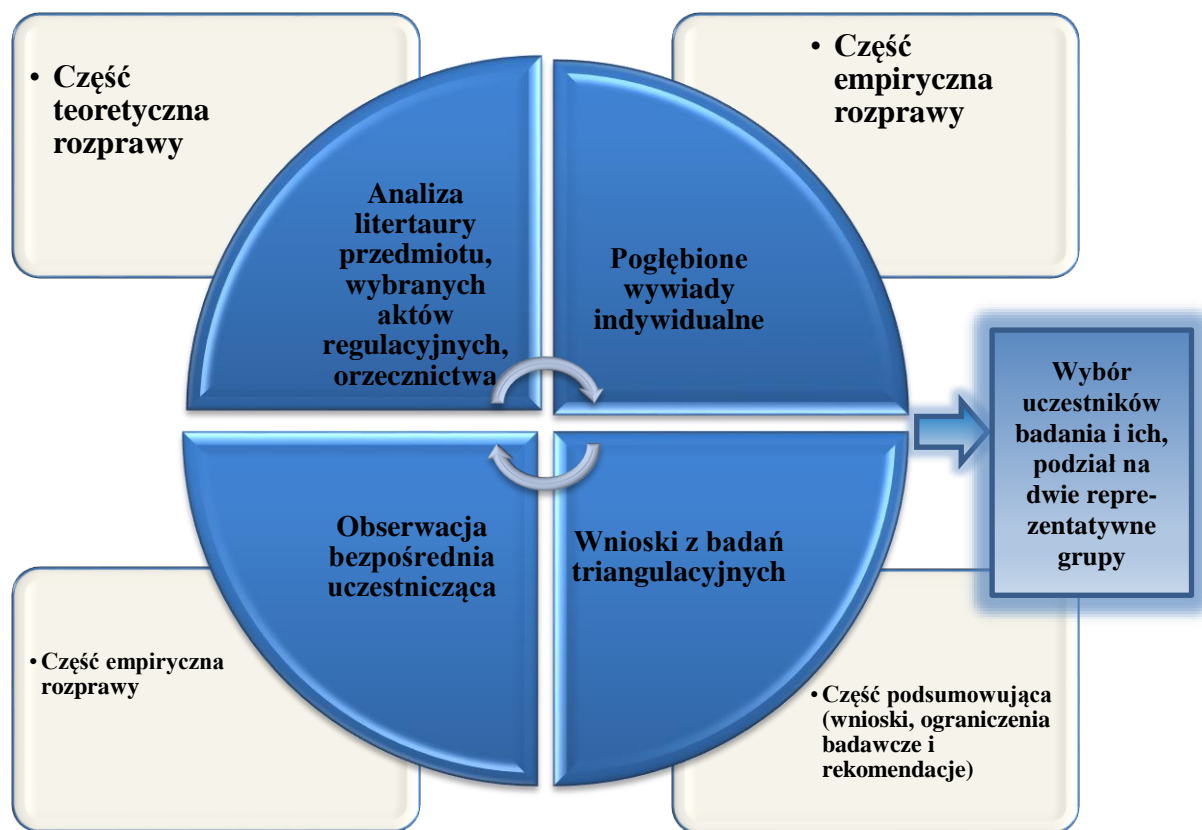 • Część
teoretyczna
rozprawy
• Część
empiryczna
rozprawy
Analiza
litertaury
przedmiotu,
wybranych
aktów
regulacyjnych,
orzecznictwa
Pogłębione
wywiady
indywidualne
Wybór
uczestników
badania i ich,
podział na
dwie repre-
zentatywne
grupy
Obserwacja
bezpośrednia
uczestnicząca
Wnioski z badań
triangulacyjnych
• Część empiryczna
rozprawy
• Część podsumowująca
(wnioski, ograniczenia
badawcze i
rekomendacje)